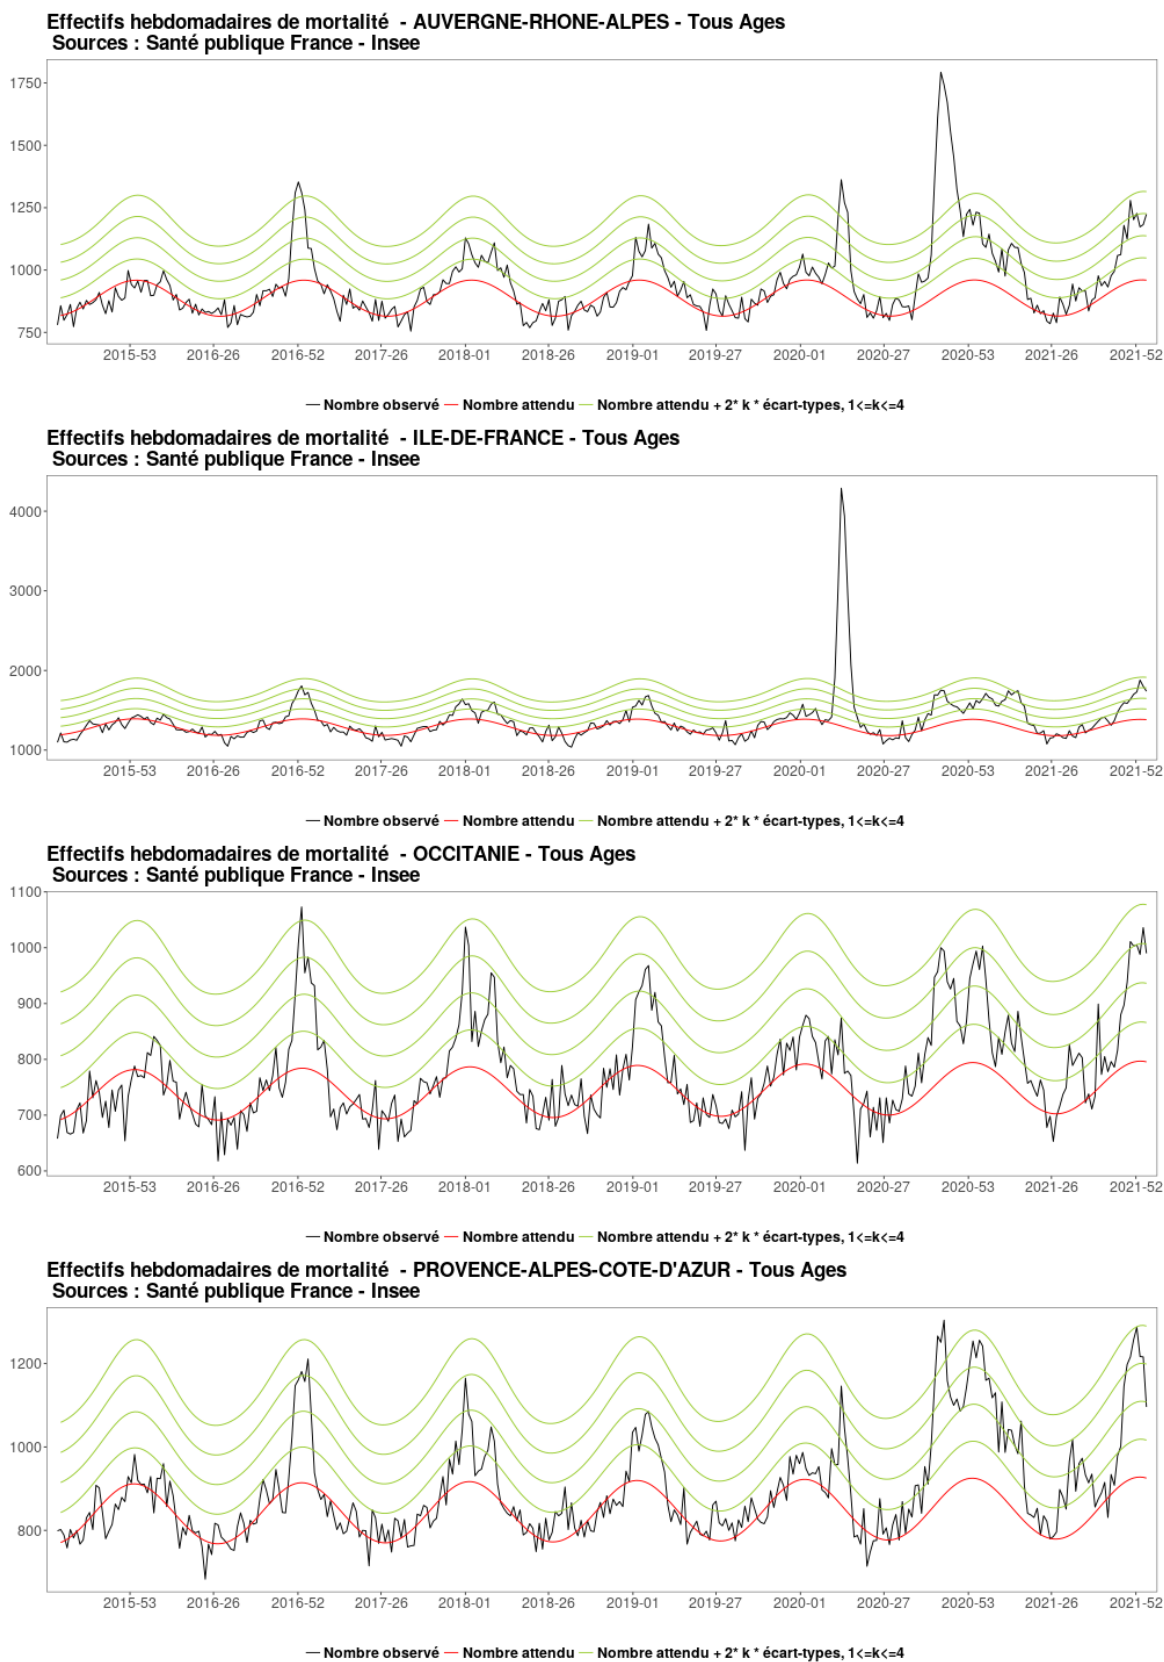 Effectifs hebdomadaires de mortalité - AUVERGNE-RHONE-ALPES - Tous Ages
Sources : Santé publique France - Insee
1750
1500
1250
1000
750
2015-53 2016-26 2016-52 2017-26 2018-01 2018-26 2019-01 2019-27 2020-01 2020-27 2020-53 2021-26 2021-52
Nombre observé Nombre attendu Nombre attendu + 2* k * écart-types, 1<=k<=4
Effectifs hebdomadaires de mortalité - ILE-DE-FRANCE - Tous Ages
Sources : Santé publique France - Insee
4000
3000
2000
1000
2015-53 2016-26 2016-52 2017-26 2018-01 2018-26 2019-01 2019-27 2020-01 2020-27 2020-53 2021-26 2021-52
Nombre observé Nombre attendu Nombre attendu + 2* k * écart-types, 1<=k<=4
Effectifs hebdomadaires de mortalité - OCCITANIE - Tous Ages
Sources : Santé publique France - Insee
1100
1000
900
800
700
600
2015-53 2016-26 2016-52 2017-26 2018-01 2018-26 2019-01 2019-27 2020-01 2020-27 2020-53 2021-26 2021-52
Nombre observé Nombre attendu Nombre attendu + 2* k * écart-types, 1<=k<=4
Effectifs hebdomadaires de mortalité - PROVENCE-ALPES-COTE-D'AZUR - Tous Ages
Sources : Santé publique France - Insee
1200
1000
800
2015-53 2016-26 2016-52 2017-26 2018-01 2018-26 2019-01 2019-27 2020-01 2020-27 2020-53 2021-26 2021-52
Nombre observé Nombre attendu Nombre attendu + 2* k * écart-types, 1<=k<=4